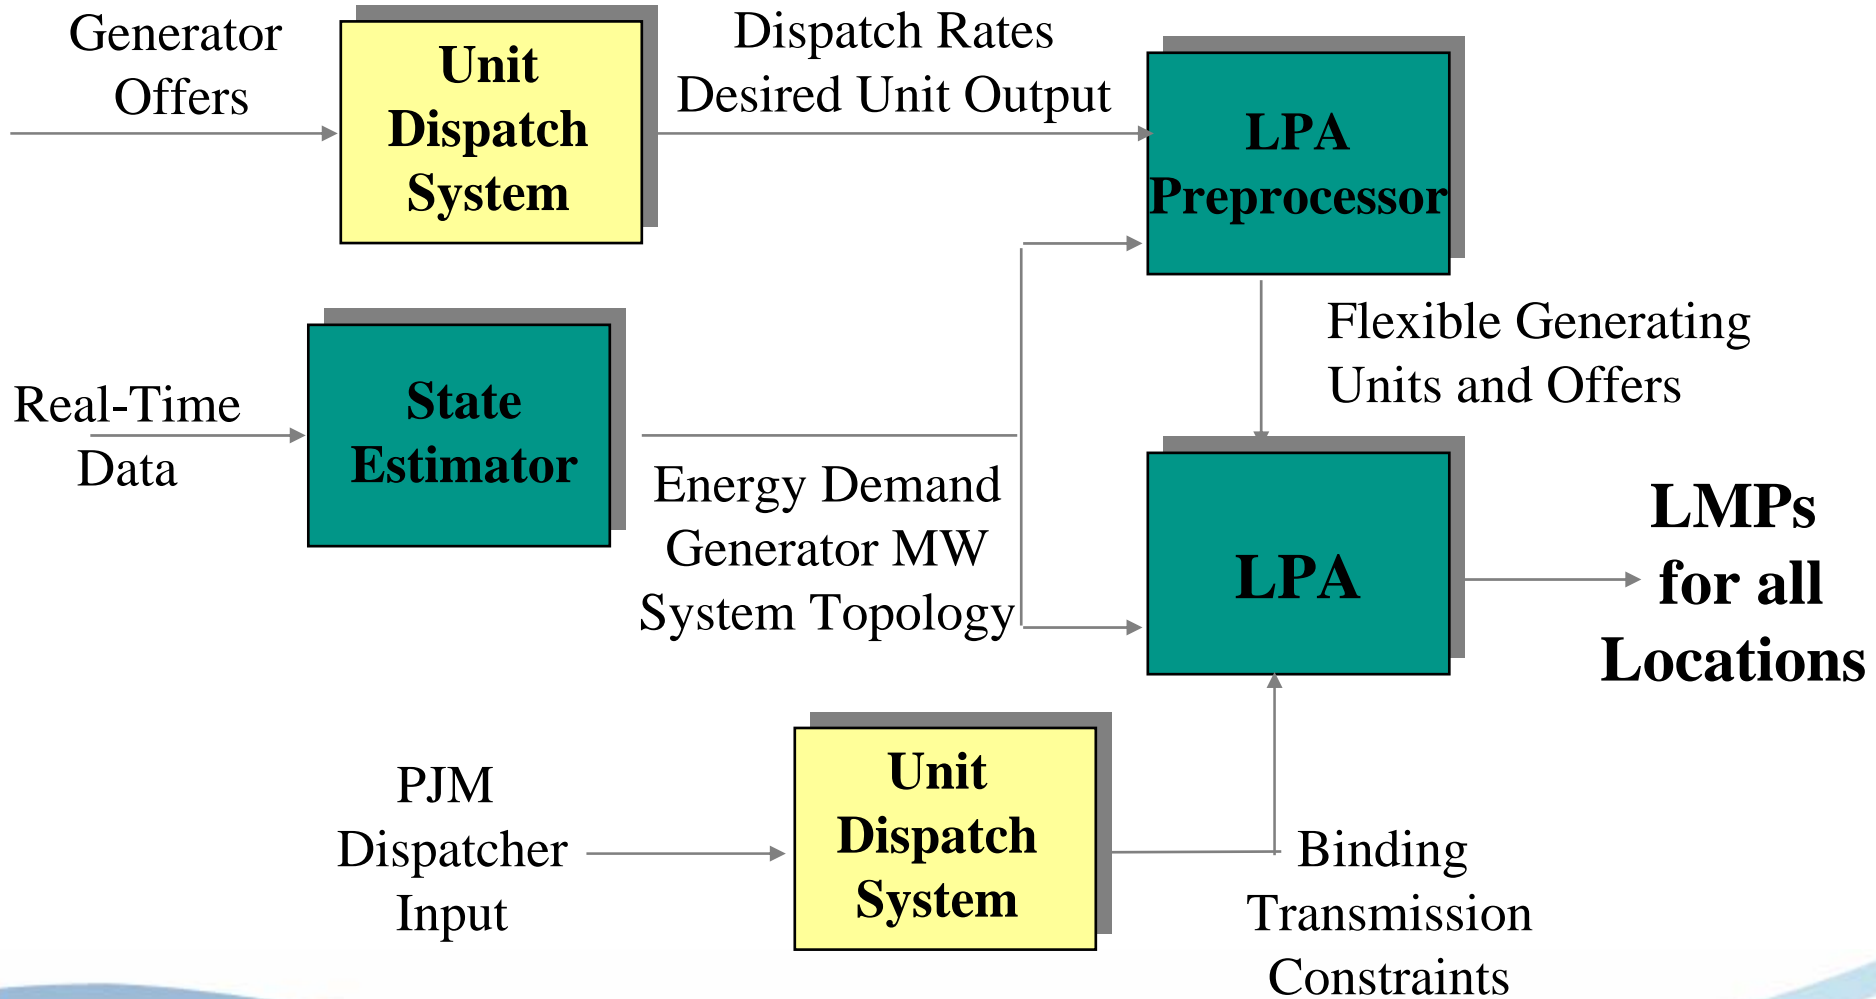 Generator
Offers
Unit
Dispatch
System
Dispatch Rates
Desired Unit Output
LPA
Preprocessor
Real-Time
Data
State
Estimator
Energy Demand
Generator MW
System Topology
Flexible Generating
Units and Offers
LPA
LMPs
for all
Locations
PJM
Dispatcher
Input
Unit
Dispatch
System
Binding
Transmission
Constraints